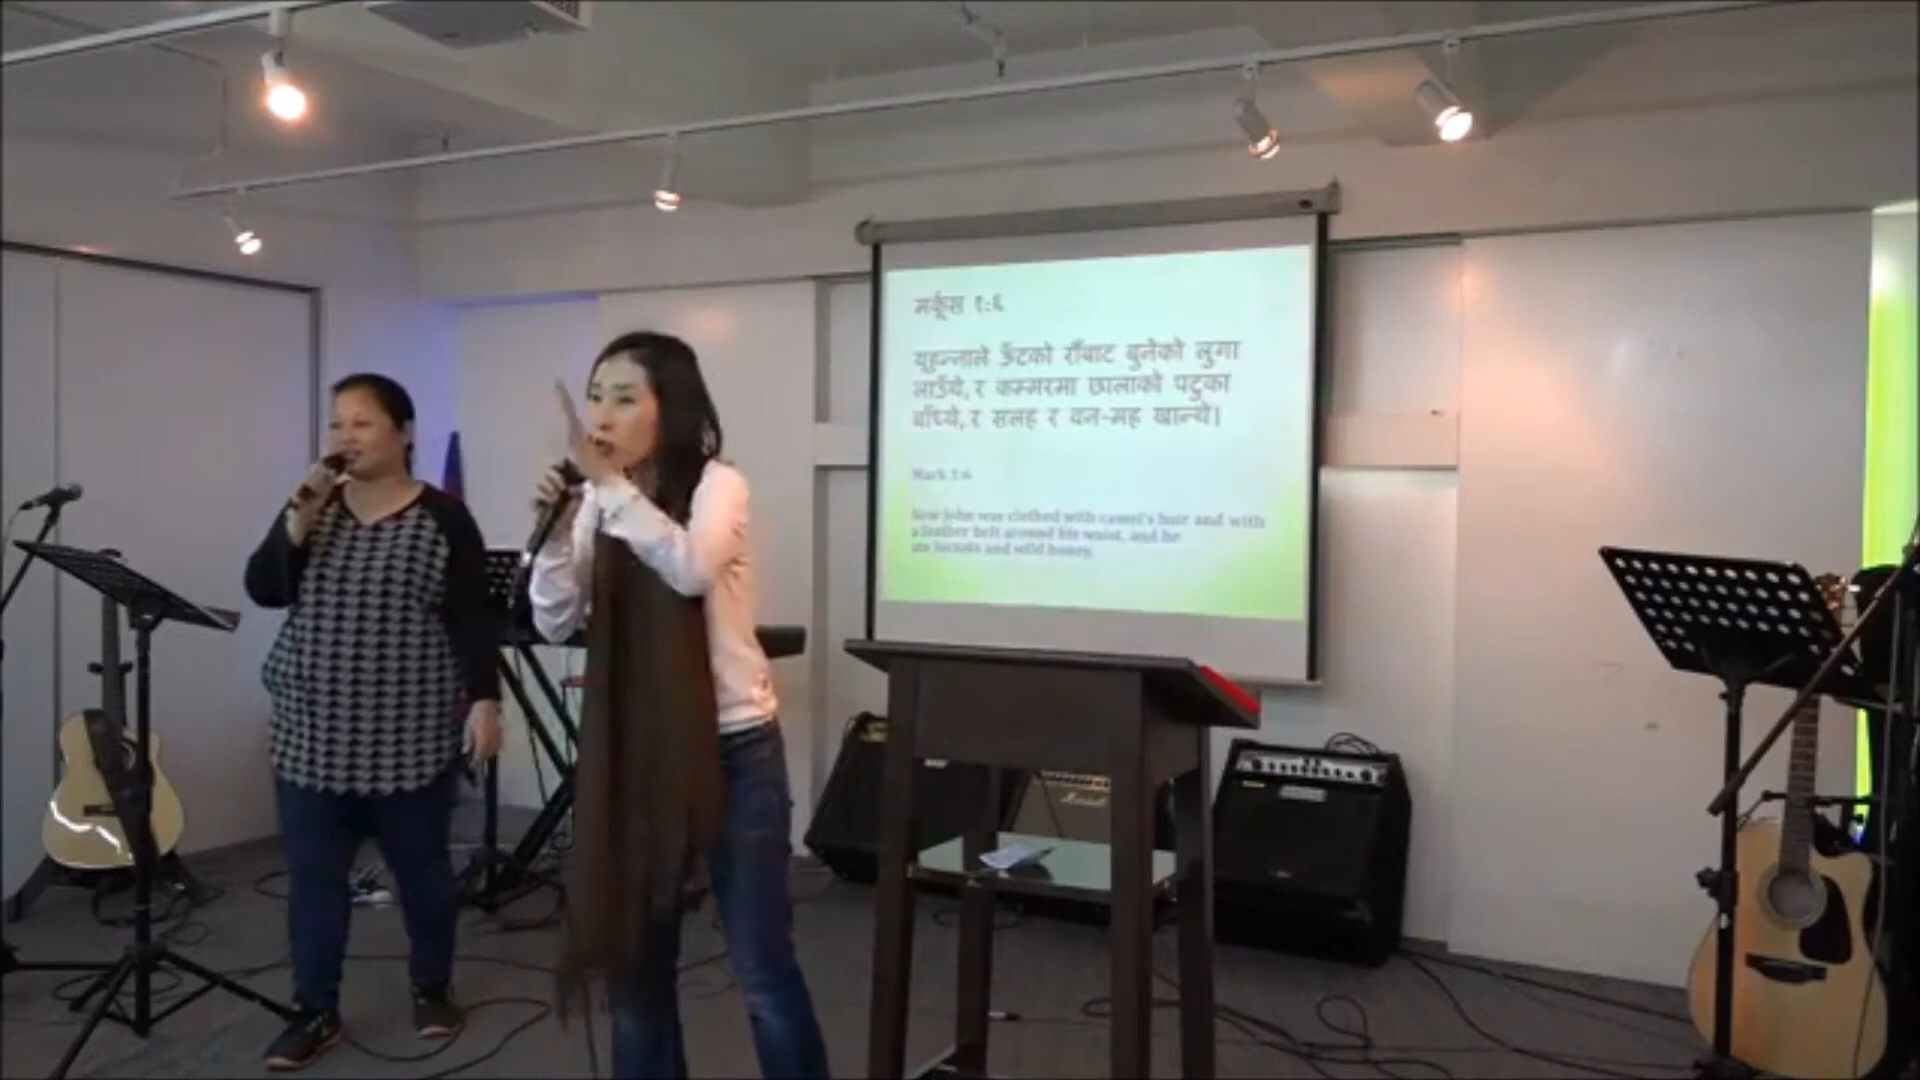 मर्कूस १:६
यूहन्नाले ऊँटको रौंबाट बुनेको लुगा
लाउँथे, र कम्मरमा छालाको पटुका
बाँध्थे, र सलह र वन-मह खान्थे।
Mark 1:6
Now John was clothed with camel's hair and with
a leather belt around his waist, and he
ate locusts and wild honey.
Marshall